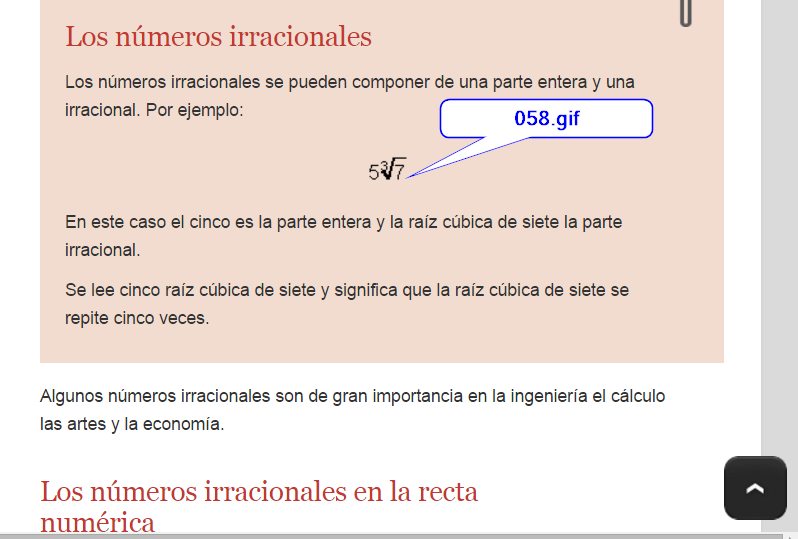 Los números irracionales
Los números irracionales se pueden componer de una parte entera y una
irracional. Por ejemplo:
058.gif
5∛7
En este caso el cinco es la parte entera y la raíz cúbica de siete la parte
irracional.
Se lee cinco raíz cúbica de siete y significa que la raíz cúbica de siete se
repite cinco veces.
Algunos números irracionales son de gran importancia en la ingeniería el cálculo
las artes y la economía.
Los números irracionales en la recta
numérica